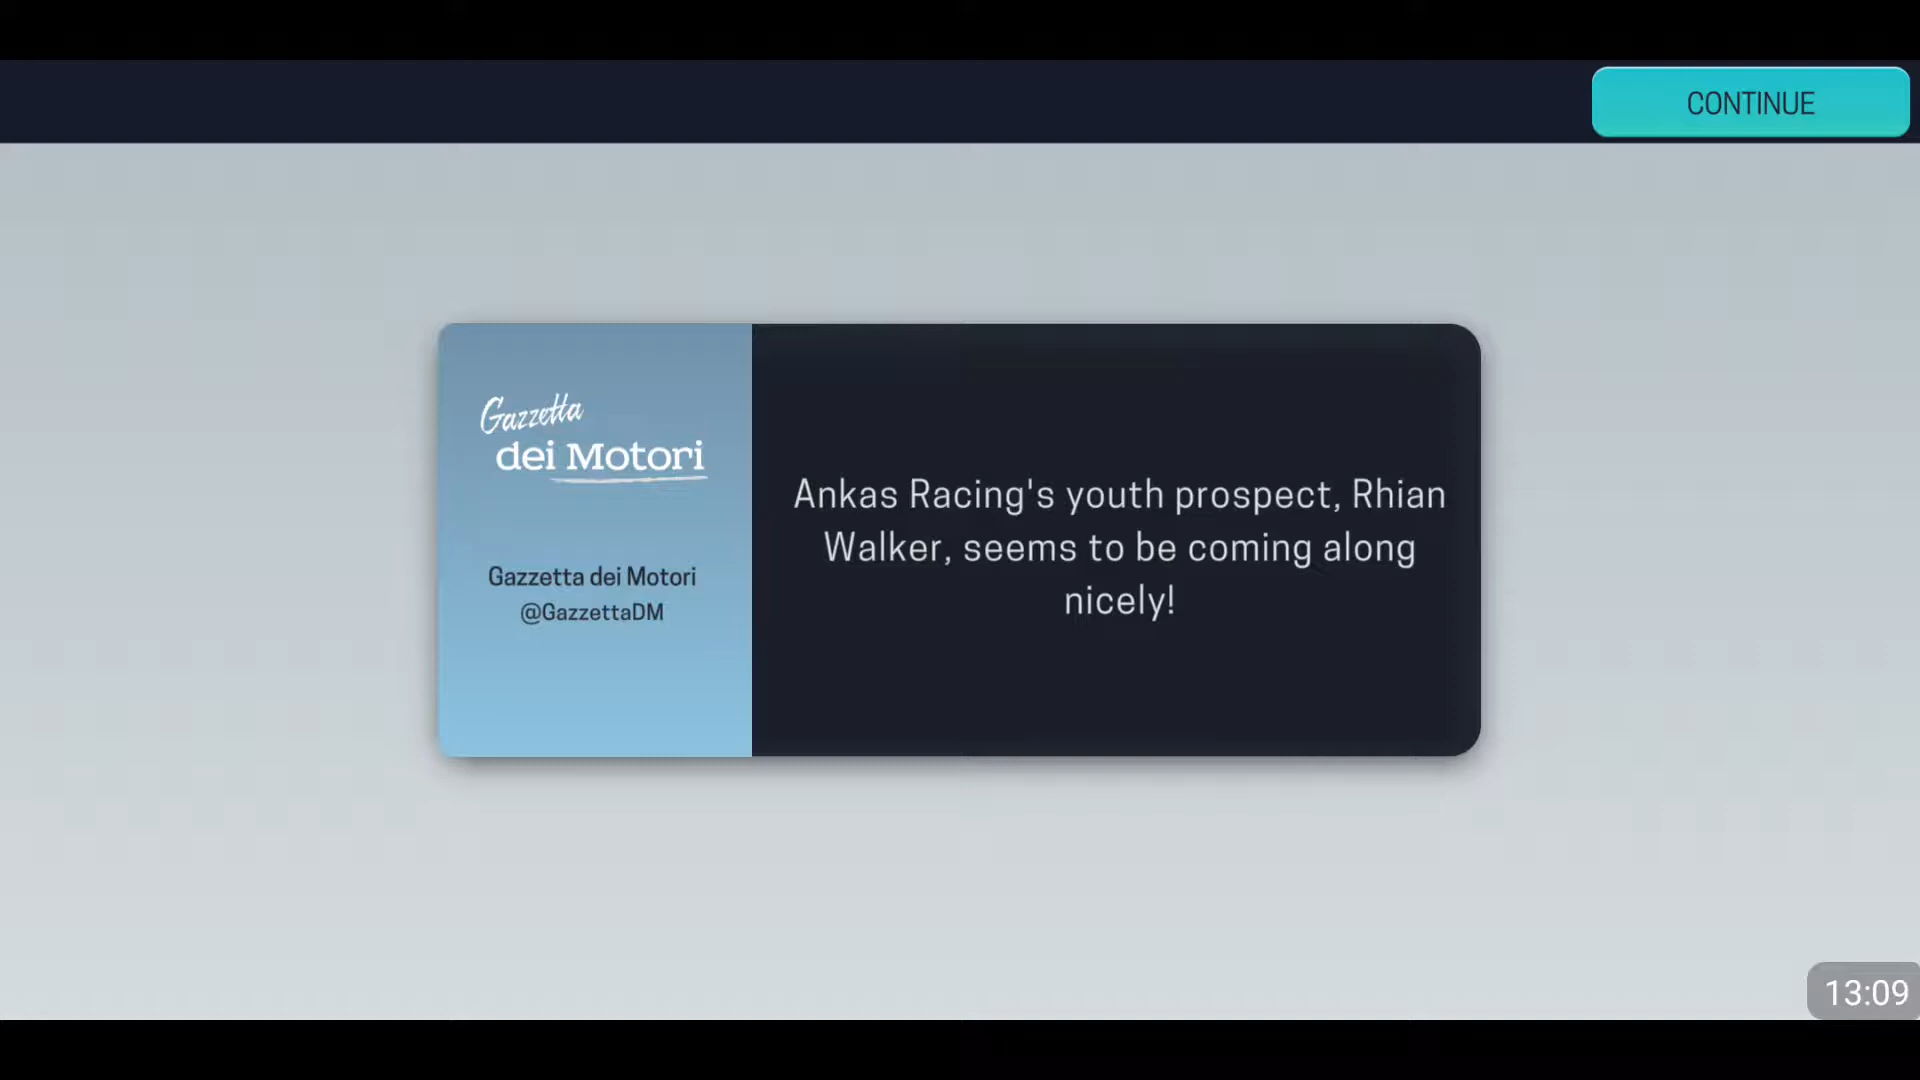 CONTINUE
Gazzetta
dei Motori
Gazzetta dei Motori
@GazzettaDM
Ankas Racing's youth prospect, Rhian
Walker, seems to be coming along
nicely!
13:09